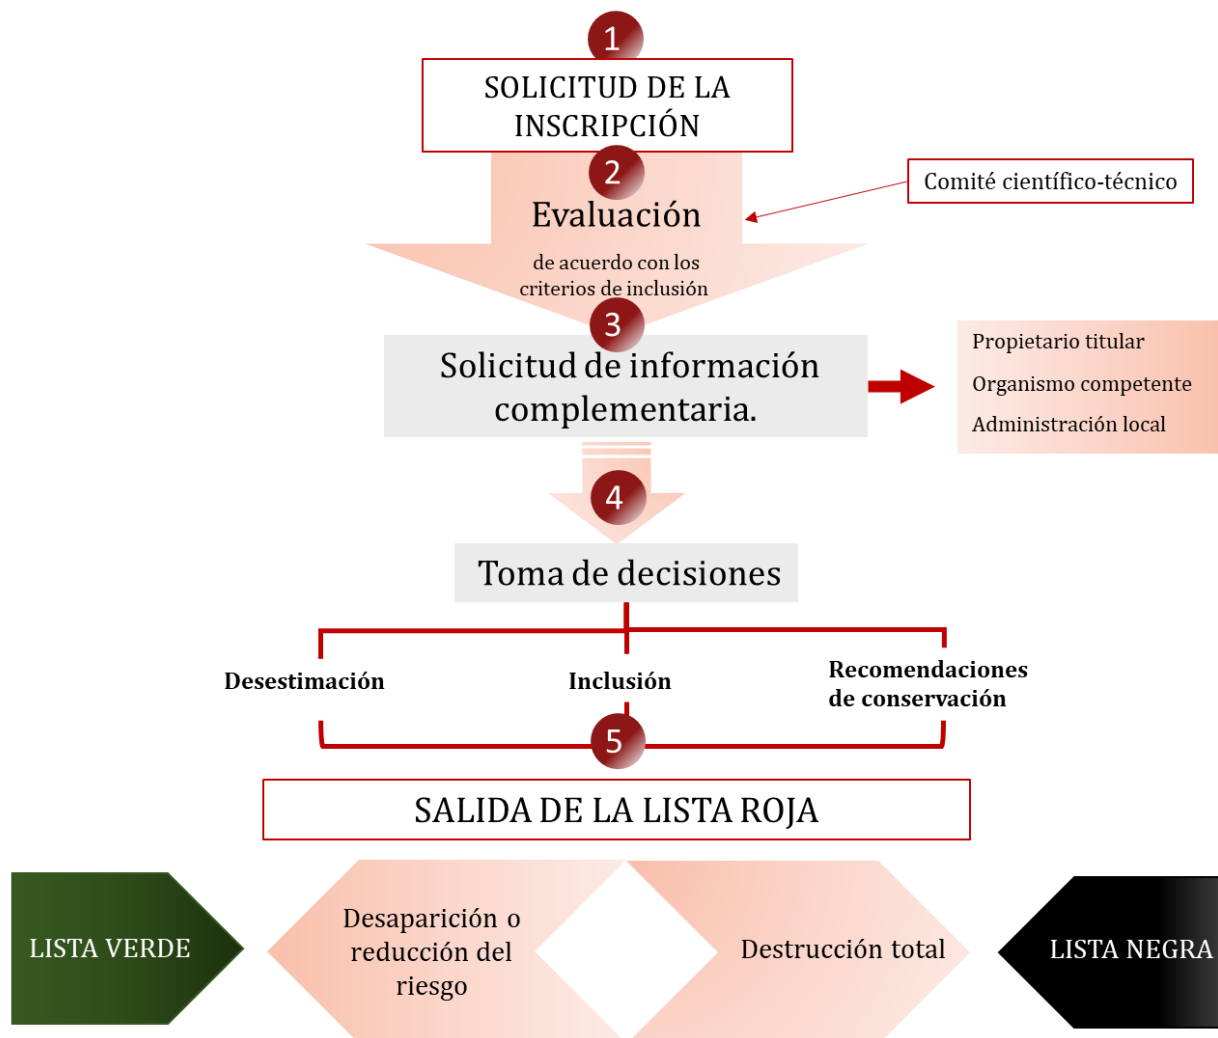 1
SOLICITUD DE LA
INSCRIPCIÓN
2
Evaluación
Comité científico-técnico
de acuerdo con los
criterios de inclusión
3
Solicitud de información
complementaria.
Propietario titular
Organismo competente
Administración local
4
Toma de decisiones
Desestimación
Inclusión
Recomendaciones
de conservación
5
SALIDA DE LA LISTA ROJA
LISTA VERDE
Desaparición o
reducción del
riesgo
Destrucción total
LISTA NEGRA